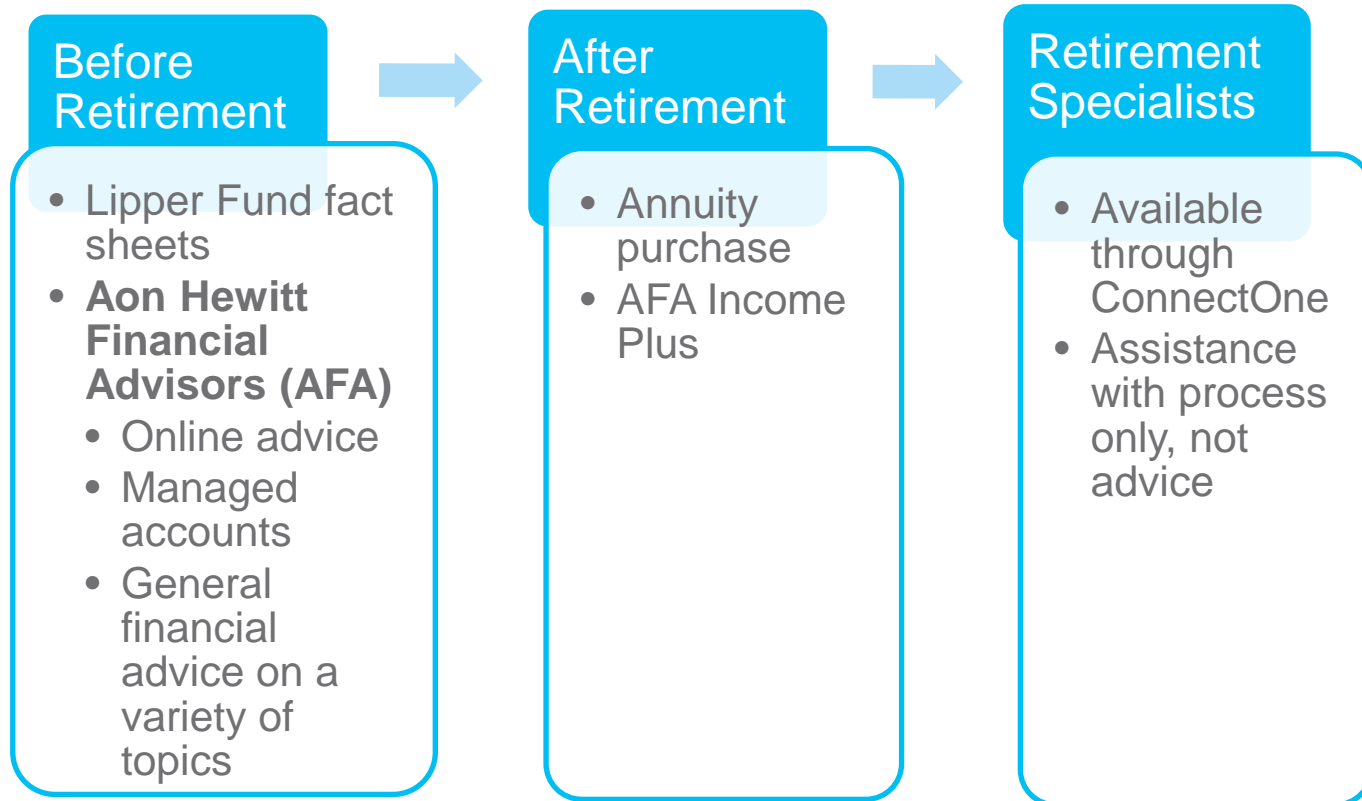 Before
Retirement
• Lipper Fund fact
sheets
• Aon Hewitt
Financial
Advisors (AFA)
• Online advice
• Managed
accounts
• General
financial
advice on a
variety of
topics
After
Retirement
• Annuity
purchase
• AFA Income
Plus
Retirement
Specialists
• Available
through
ConnectOne
• Assistance
with process
only, not
advice